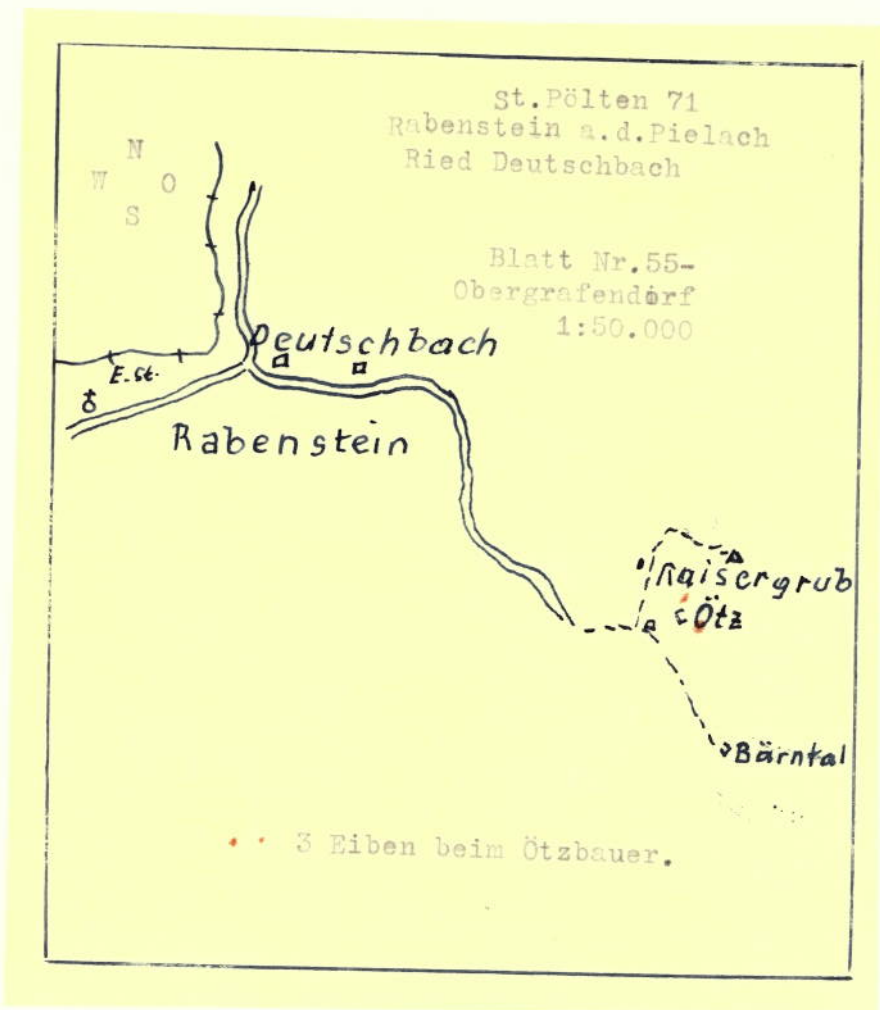 St.Pölten 71
Rabenstein a.d.Pielach
Ried Deutschbach
N
W O
S
Blatt Nr.55-
Obergrafendorf
1:50.000
Deutschbach
E.St.
Rabenstein
Kaisergrub
Ötz
Bärntal
3 Eiben beim Ötzbauer.